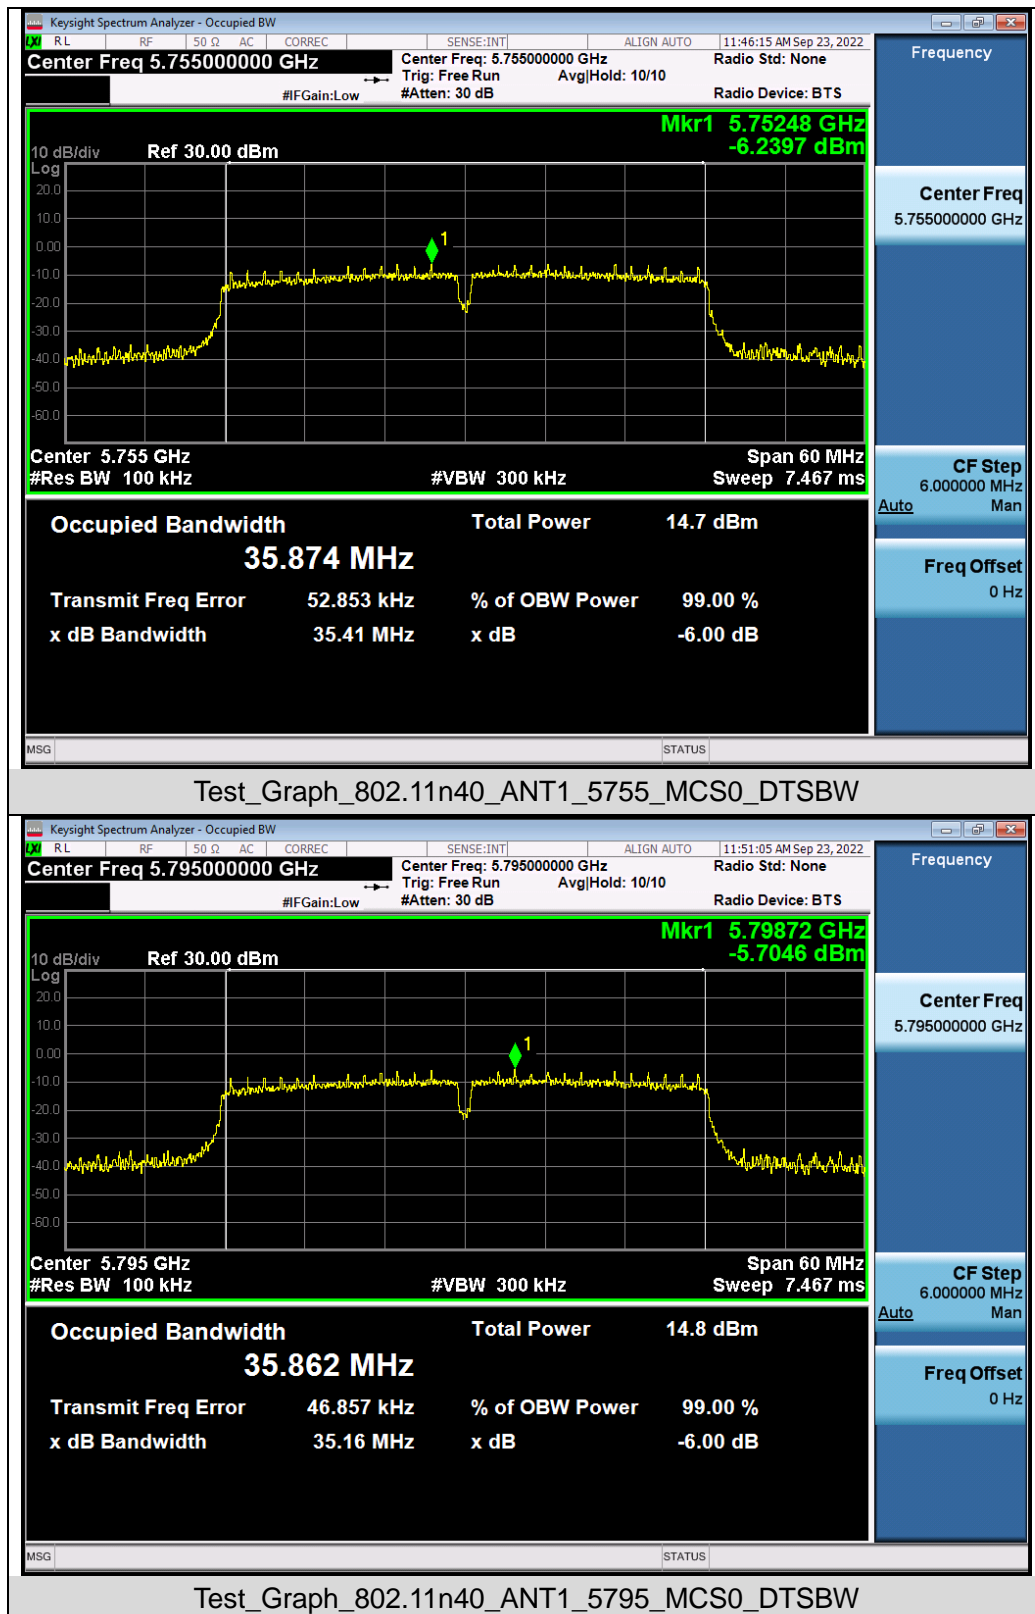 Keysight Spectrum Analyzer - Occupied BW
LXI RL RF 50 Ω AC CORREC SENSE:INT ALIGN AUTO 11:46:15 AM Sep 23, 2022
Center Freq 5.755000000 GHz
Center Freq: 5.755000000 GHz Radio Std: None
Trig: Free Run Avg|Hold: 10/10
#IFGain:Low #Atten: 30 dB Radio Device: BTS
Frequency
Mkr1 5.75248 GHz
-6.2397 dBm
10 dB/div Ref 30.00 dBm
Log
20.0
10.0
0.00
-10.0
-20.0
-30.0
-40.0
-50.0
-60.0
1
Center Freq
5.755000000 GHz
Center 5.755 GHz Span 60 MHz
#Res BW 100 kHz #VBW 300 kHz Sweep 7.467 ms
CF Step
6.000000 MHz
Auto Man
Freq Offset
0 Hz
Occupied Bandwidth Total Power 14.7 dBm
35.874 MHz
Transmit Freq Error 52.853 kHz % of OBW Power 99.00 %
x dB Bandwidth 35.41 MHz x dB -6.00 dB
MSG STATUS
Test_Graph_802.11n40_ANT1_5755_MCS0_DTSBW
Keysight Spectrum Analyzer - Occupied BW
LXI RL RF 50 Ω AC CORREC SENSE:INT ALIGN AUTO 11:51:05 AM Sep 23, 2022
Center Freq 5.795000000 GHz
Center Freq: 5.795000000 GHz Radio Std: None
Trig: Free Run Avg|Hold: 10/10
#IFGain:Low #Atten: 30 dB Radio Device: BTS
Frequency
Mkr1 5.79872 GHz
-5.7046 dBm
10 dB/div Ref 30.00 dBm
Log
20.0
10.0
0.00
-10.0
-20.0
-30.0
-40.0
-50.0
-60.0
1
Center Freq
5.795000000 GHz
Center 5.795 GHz Span 60 MHz
#Res BW 100 kHz #VBW 300 kHz Sweep 7.467 ms
CF Step
6.000000 MHz
Auto Man
Freq Offset
0 Hz
Occupied Bandwidth Total Power 14.8 dBm
35.862 MHz
Transmit Freq Error 46.857 kHz % of OBW Power 99.00 %
x dB Bandwidth 35.16 MHz x dB -6.00 dB
MSG STATUS
Test_Graph_802.11n40_ANT1_5795_MCS0_DTSBW